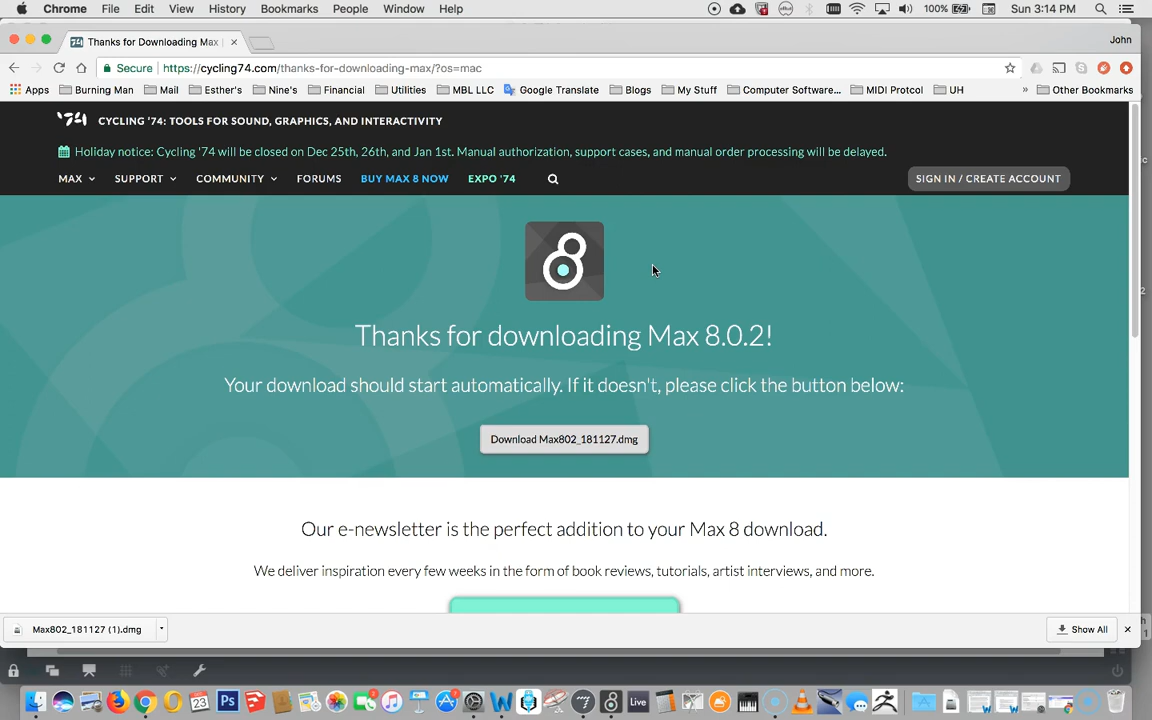 Chrome File Edit View History Bookmarks People Window Help 100% Sun 3:14 PM
Thanks for Downloading Max John
Secure https://cycling74.com/thanks-for-downloading-max/?os=mac
Apps Burning Man Mail Esther's Nine's Financial Utilities MBL LLC Google Translate Blogs My Stuff Computer Software... MIDI Protcol UH » Other Bookmarks
'74 CYCLING '74: TOOLS FOR SOUND, GRAPHICS, AND INTERACTIVITY
Holiday notice: Cycling '74 will be closed on Dec 25th, 26th, and Jan 1st. Manual authorization, support cases, and manual order processing will be delayed.
MAX SUPPORT COMMUNITY FORUMS BUY MAX 8 NOW EXPO '74 SIGN IN / CREATE ACCOUNT
8
Thanks for downloading Max 8.0.2!
Your download should start automatically. If it doesn't, please click the button below:
Download Max802_181127.dmg
Our e-newsletter is the perfect addition to your Max 8 download.
We deliver inspiration every few weeks in the form of book reviews, tutorials, artist interviews, and more.
Max802_181127 (1).dmg Show All
23 Ps Live